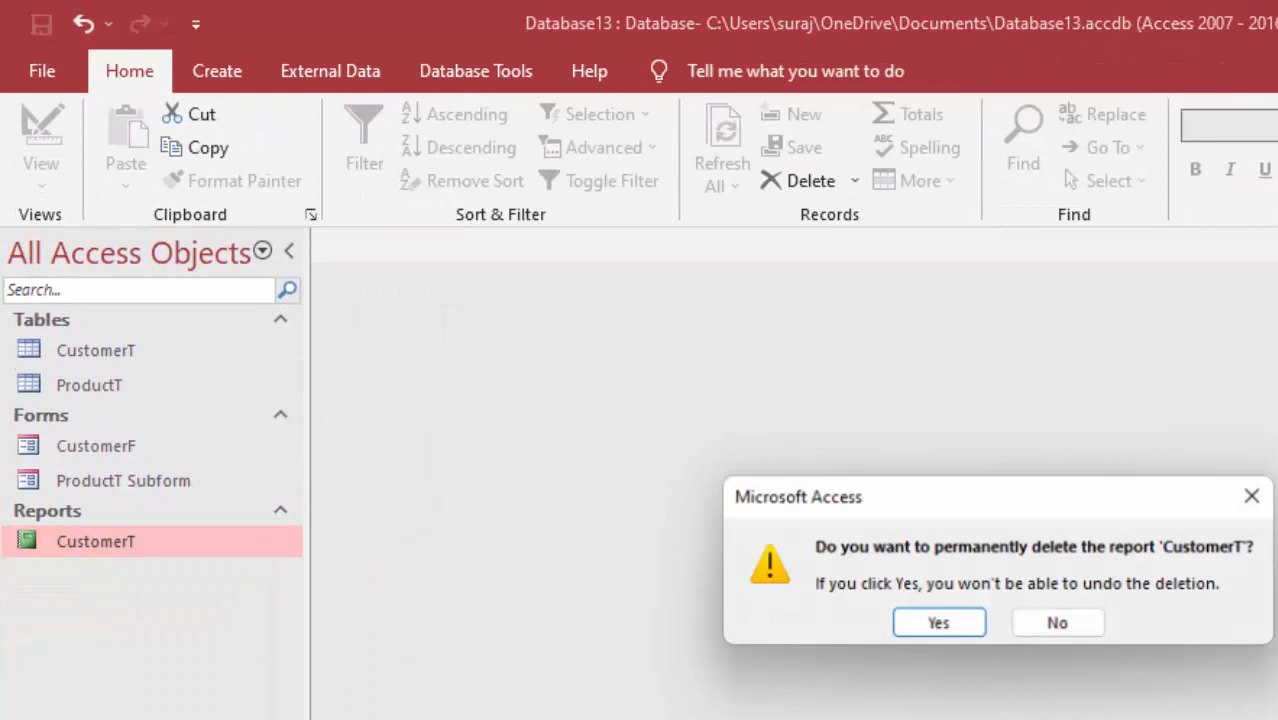 Database13 : Database- C:\Users\suraj\OneDrive\Documents\Database13.accdb (Access 2007 - 2016
File Home Create External Data Database Tools Help Tell me what you want to do
View
Views
Paste
Cut
Copy
Format Painter
Clipboard
Filter
Ascending
Descending
Remove Sort
Selection
Advanced
Toggle Filter
Sort & Filter
Refresh
All
New
Save
Delete
Totals
Spelling
More
Records
Find
Replace
Go To
Select
Find
B I U
All Access Objects
Search...
Tables
CustomerT
ProductT
Forms
CustomerF
ProductT Subform
Reports
CustomerT
Microsoft Access
Do you want to permanently delete the report 'CustomerT'?
If you click Yes, you won't be able to undo the deletion.
Yes No